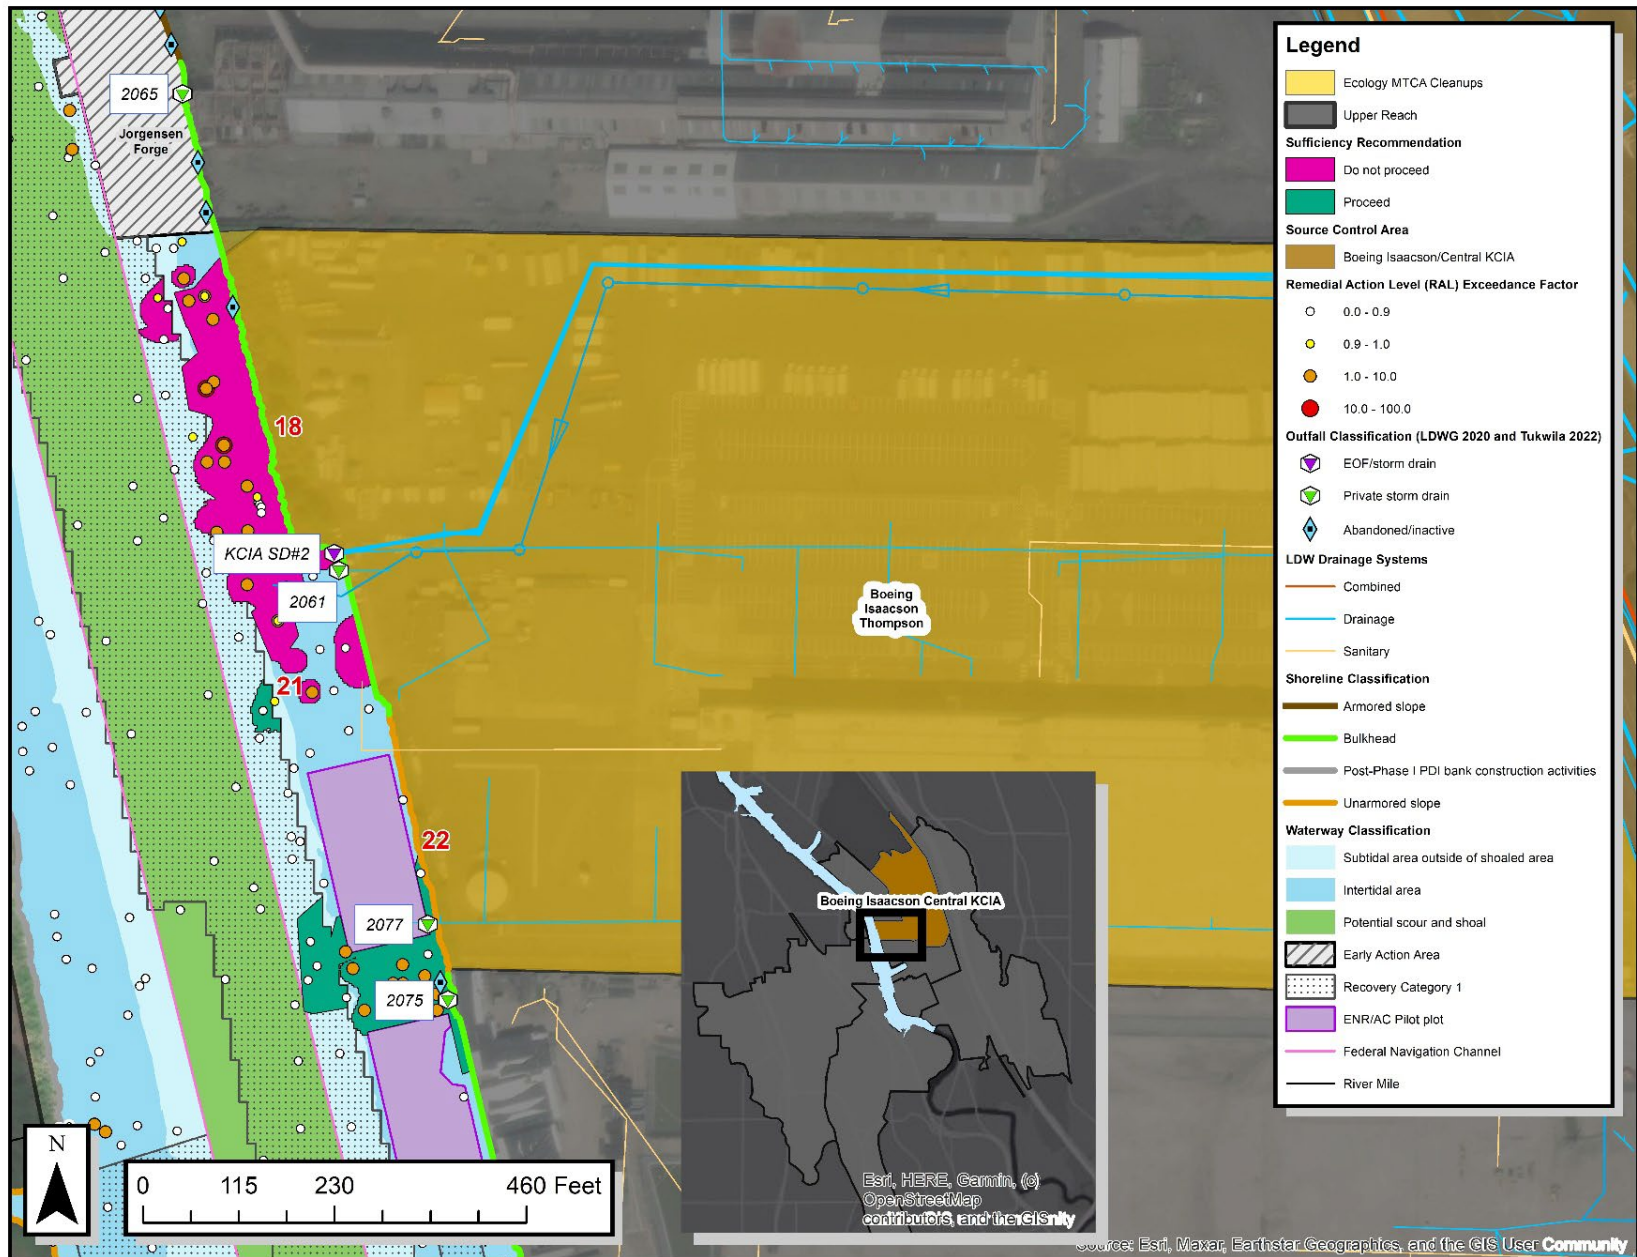 2065
Jorgensen
Forge
18
KCIA SD#2
2061
21
22
2077
2075
Boeing
Isaacson
Thompson
N
0 115 230 460 Feet
Boeing Isaacson Central KCIA
Esri, HERE, Garmin, (c)
OpenStreetMap
contributors, and the GIS
Legend
Ecology MTCA Cleanups
Upper Reach
Sufficiency Recommendation
Do not proceed
Proceed
Source Control Area
Boeing Isaacson/Central KCIA
Remedial Action Level (RAL) Exceedance Factor
0.0 - 0.9
0.9 - 1.0
1.0 - 10.0
10.0 - 100.0
Outfall Classification (LDWG 2020 and Tukwila 2022)
EOF/storm drain
Private storm drain
Abandoned/inactive
LDW Drainage Systems
Combined
Drainage
Sanitary
Shoreline Classification
Armored slope
Bulkhead
Post-Phase I PDI bank construction activities
Unarmored slope
Waterway Classification
Subtidal area outside of shoaled area
Intertidal area
Potential scour and shoal
Early Action Area
Recovery Category 1
ENR/AC Pilot plot
Federal Navigation Channel
River Mile
Source: Esri, Maxar, Earthstar Geographics, and the GIS User Community